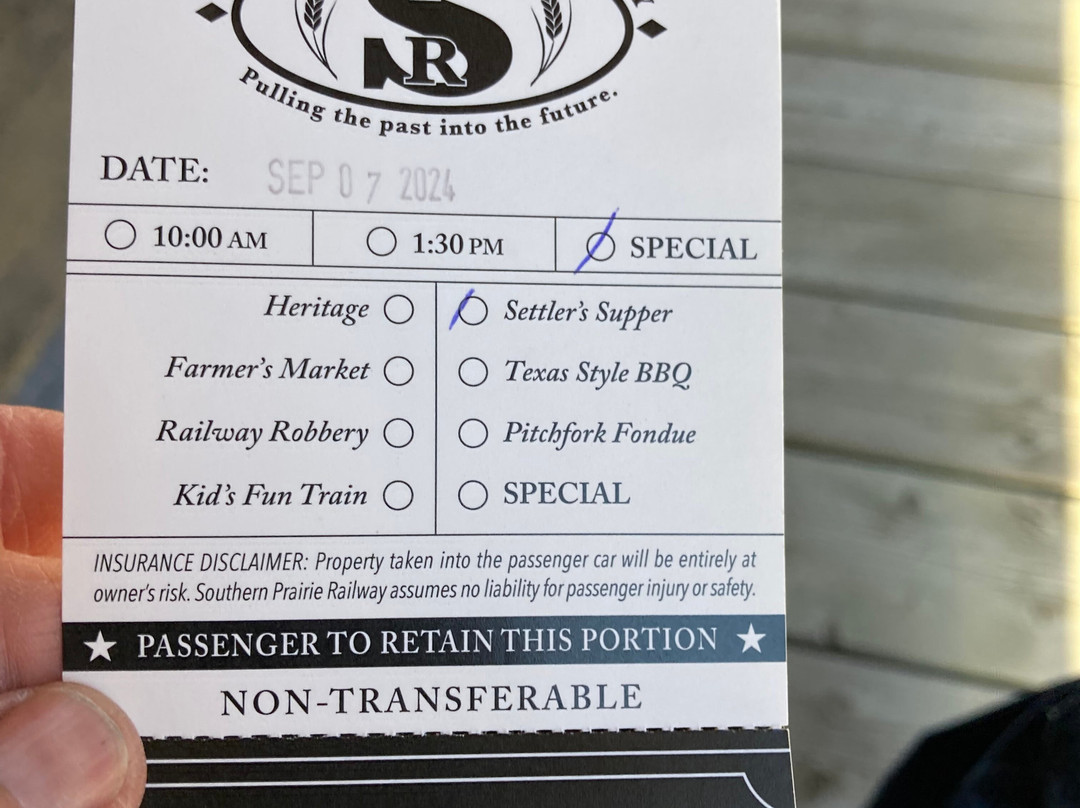 SR
Pulling the past into the future.
DATE: SEP 07 2024
10:00 AM 1:30 PM SPECIAL
Heritage Settler's Supper
Farmer's Market Texas Style BBQ
Railway Robbery Pitchfork Fondue
Kid's Fun Train SPECIAL
INSURANCE DISCLAIMER: Property taken into the passenger car will be entirely at
owner's risk. Southern Prairie Railway assumes no liability for passenger injury or safety.
★ PASSENGER TO RETAIN THIS PORTION ★
NON-TRANSFERABLE